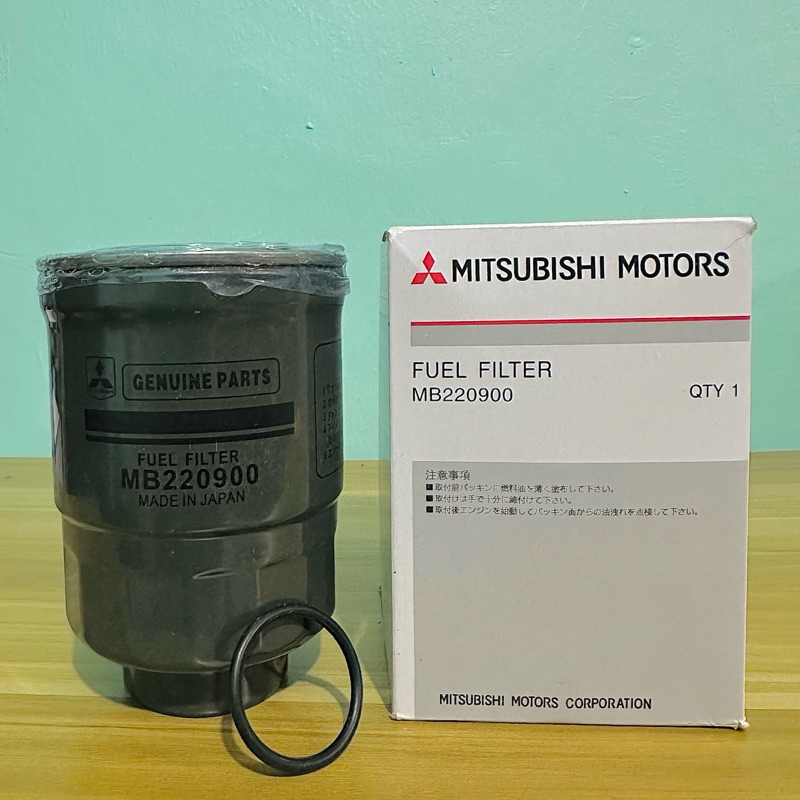 GENUINE PARTS
FUEL FILTER
MB220900
MADE IN JAPAN
MITSUBISHI MOTORS
FUEL FILTER
MB220900
QTY 1
注意事項
■取付前パッキンに燃料油を薄く塗布して下さい。
■取付けは手で十分に締付けて下さい。
■取付後エンジンを始動してパッキン面からの油洩れを点検して下さい。
MITSUBISHI MOTORS CORPORATION